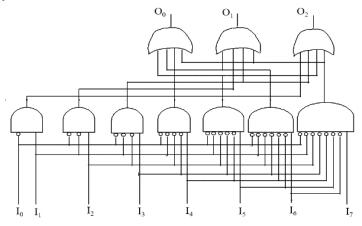 O₀ O₁ O₂
I₀ I₁ I₂ I₃ I₄ I₅ I₆ I₇